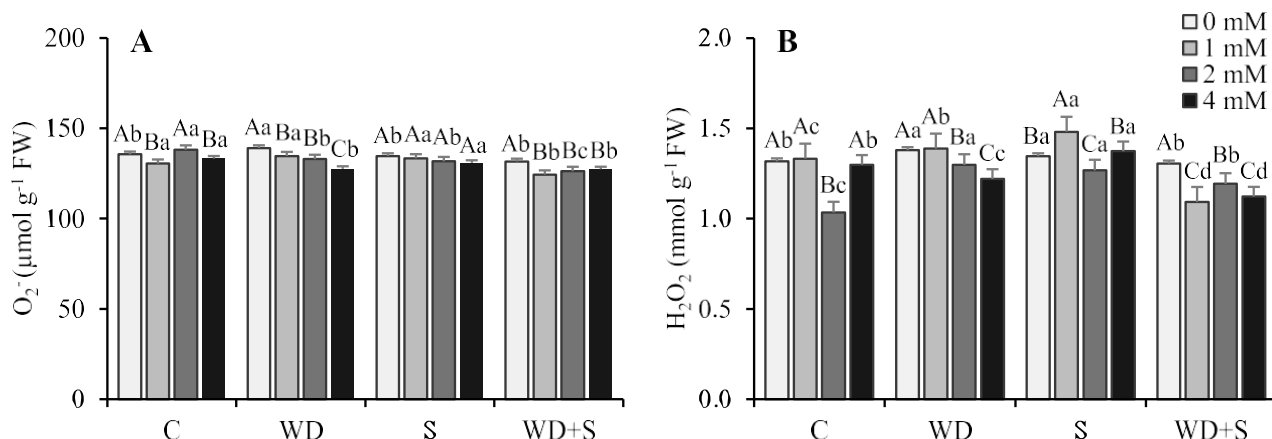 A
O₂⁻ (µmol g⁻¹ FW)
200
150
100
50
0
Ab Ba Aa Ba
Aa Ba Bb Cb
Ab Aa Ab Aa
Ab Bb Bc Bb
C WD S WD+S
B
H₂O₂ (mmol g⁻¹ FW)
2.0
1.5
1.0
0.5
0.0
0 mM
1 mM
2 mM
4 mM
Ab Ac Bc Ab
Aa Ab Ba Cc
Ba Aa Ca Ba
Ab Cd Bb Cd
C WD S WD+S